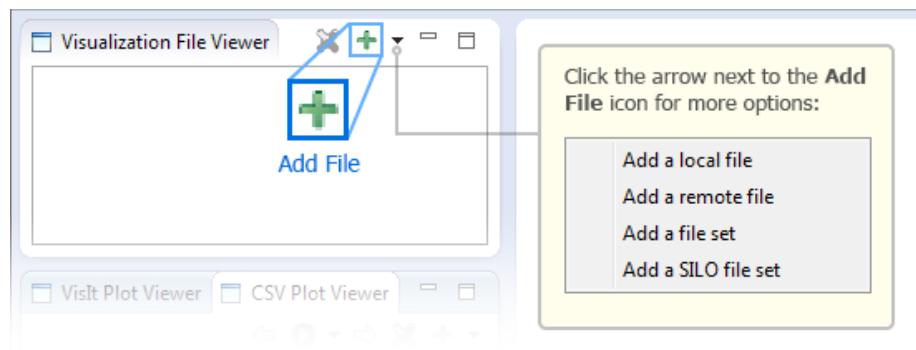 Visualization File Viewer
Add File
Click the arrow next to the Add
File icon for more options:
Add a local file
Add a remote file
Add a file set
Add a SILO file set
VisIt Plot Viewer
CSV Plot Viewer